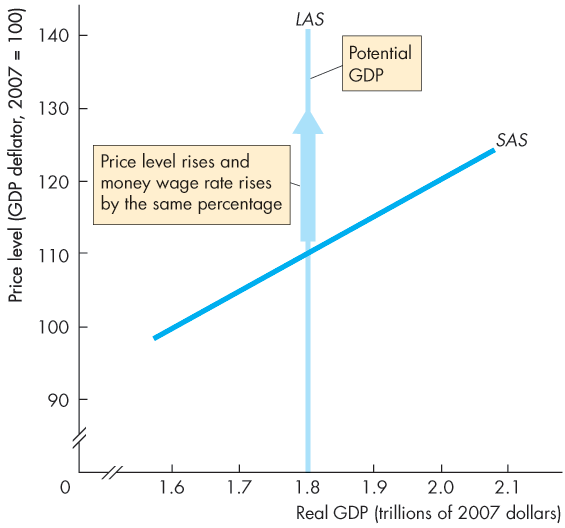 Price level (GDP deflator, 2007 = 100)
140
130
120
110
100
90
0
LAS
Potential
GDP
Price level rises and
money wage rate rises
by the same percentage
SAS
1.6
1.7
1.8
1.9
2.0
2.1
Real GDP (trillions of 2007 dollars)